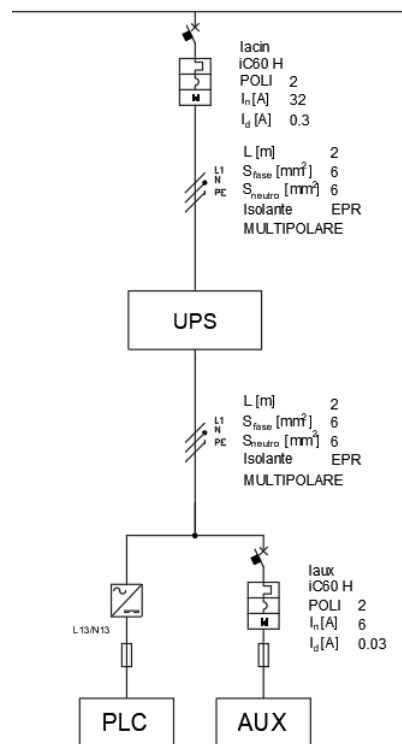 Iacin
iC60 H
POLI 2
In [A] 32
Id [A] 0.3
L1
N
PE
L [m] 2
Sfase [mm²] 6
Sneutro [mm²] 6
Isolante EPR
MULTIPOLARE
UPS
L1
N
PE
L [m] 2
Sfase [mm²] 6
Sneutro [mm²] 6
Isolante EPR
MULTIPOLARE
Iaux
iC60 H
POLI 2
In [A] 6
Id [A] 0.03
L13/N13
PLC
AUX